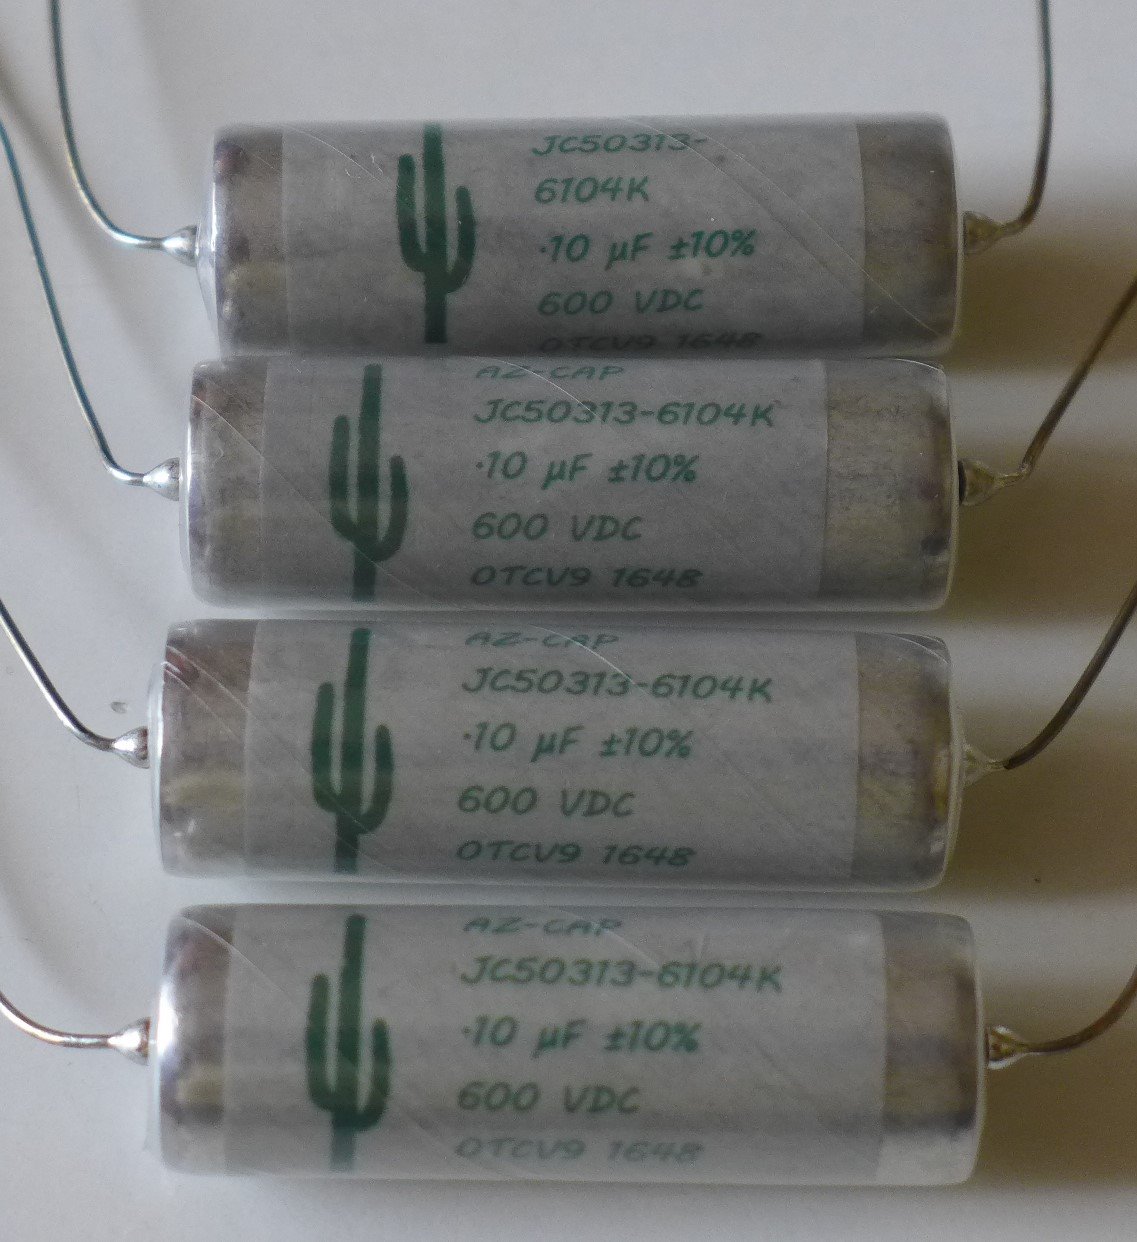 JC50313-
6104K
.10 µF ±10%
600 VDC
OTCV9 1648
AZ-CAP
JC50313-6104K
.10 µF ±10%
600 VDC
OTCV9 1648
AZ-CAP
JC50313-6104K
.10 µF ±10%
600 VDC
OTCV9 1648
AZ-CAP
JC50313-6104K
.10 µF ±10%
600 VDC
OTCV9 1648